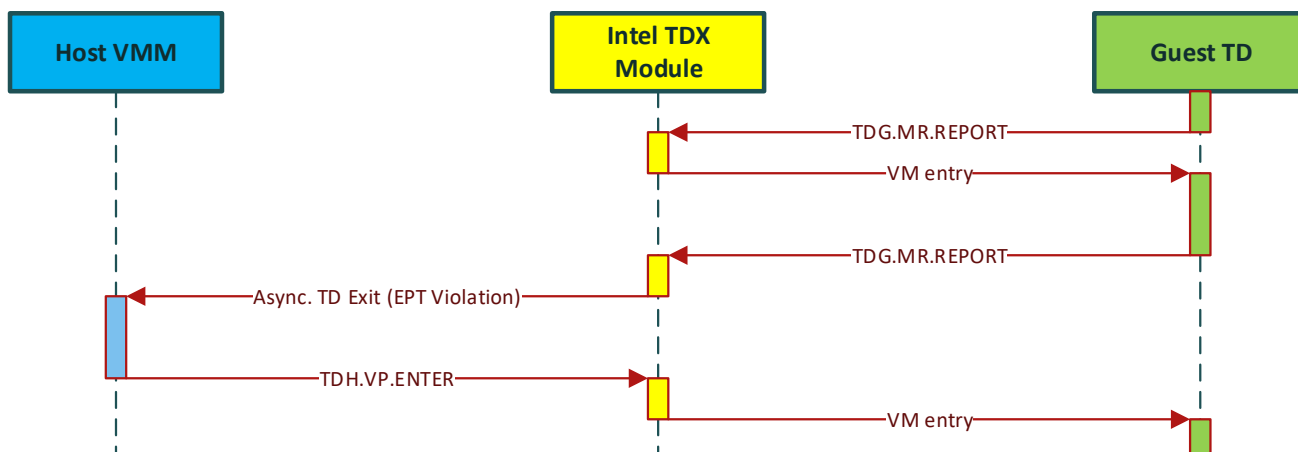 Host VMM
Intel TDX
Module
Guest TD
TDG.MR.REPORT
VM entry
TDG.MR.REPORT
Async. TD Exit (EPT Violation)
TDH.VP.ENTER
VM entry